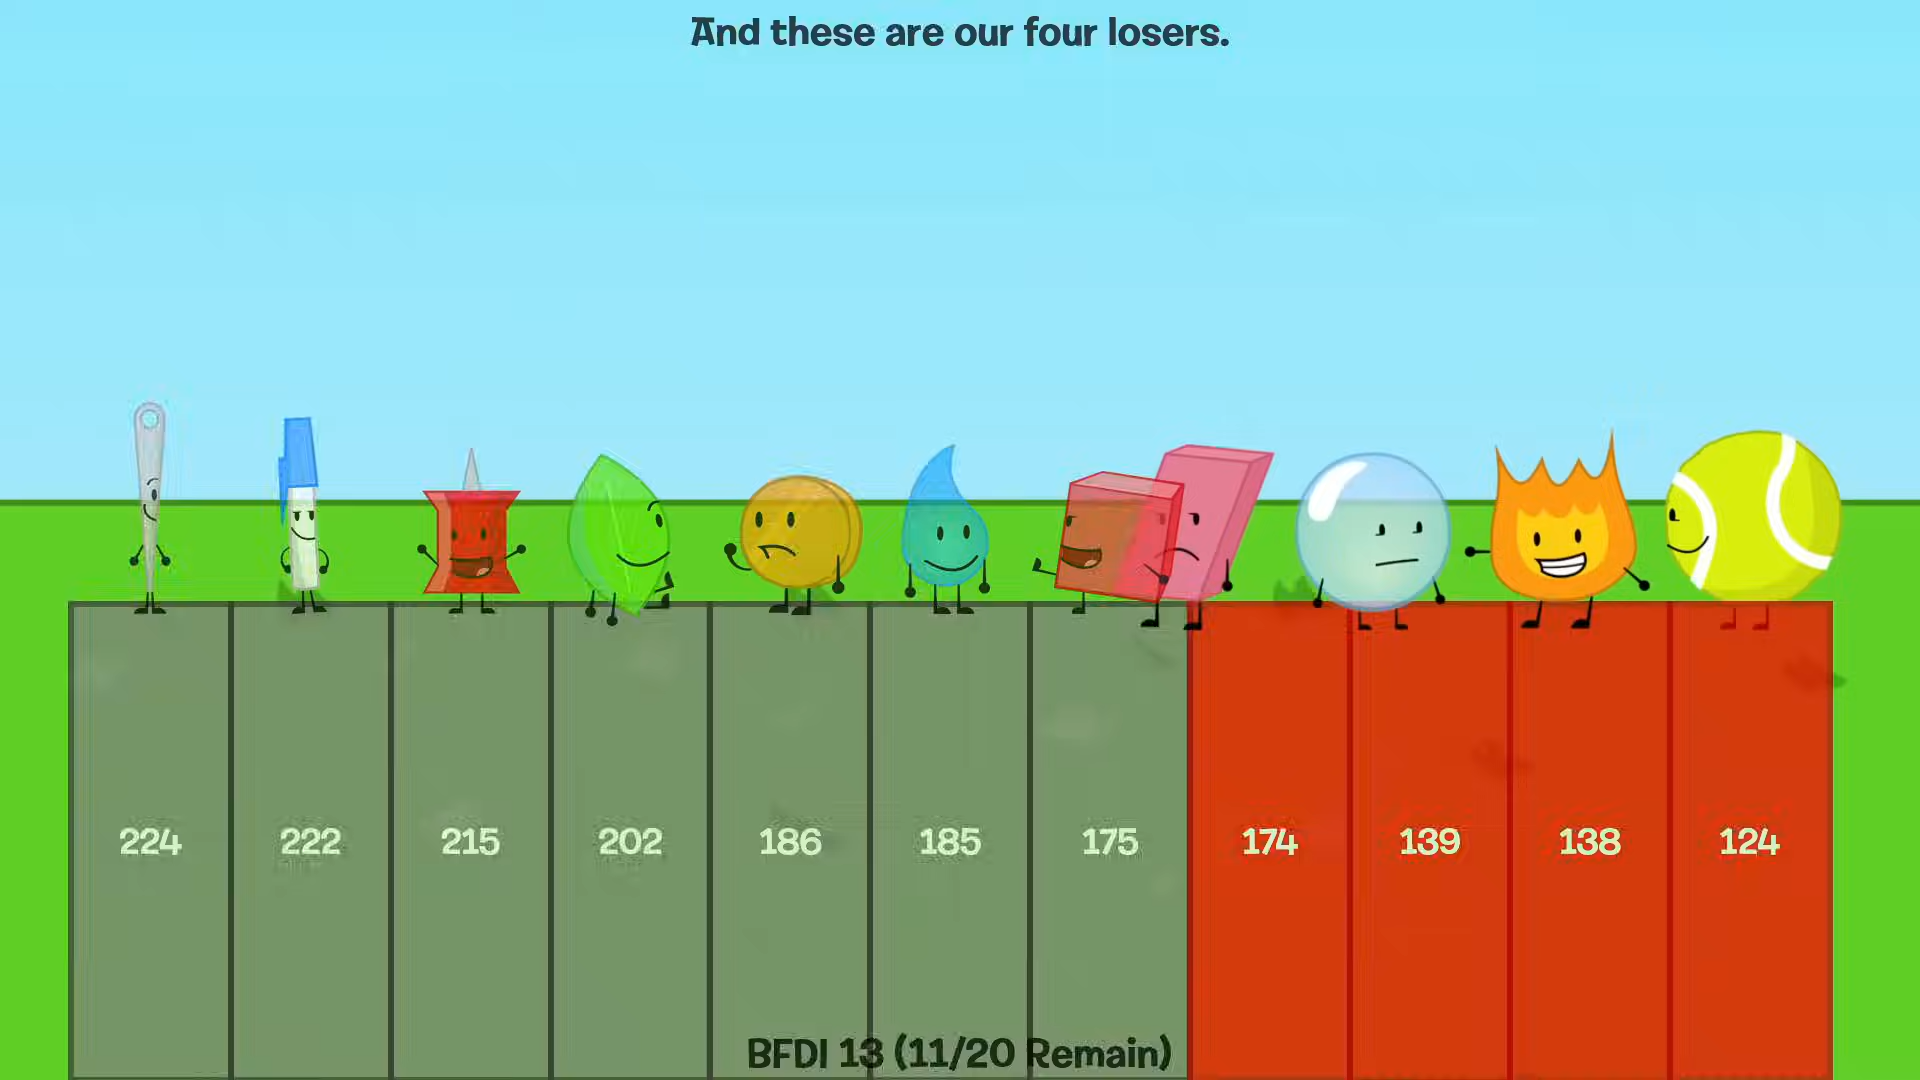 And these are our four losers.
224 222 215 202 186 185 175 174 139 138 124
BFDI 13 (11/20 Remain)